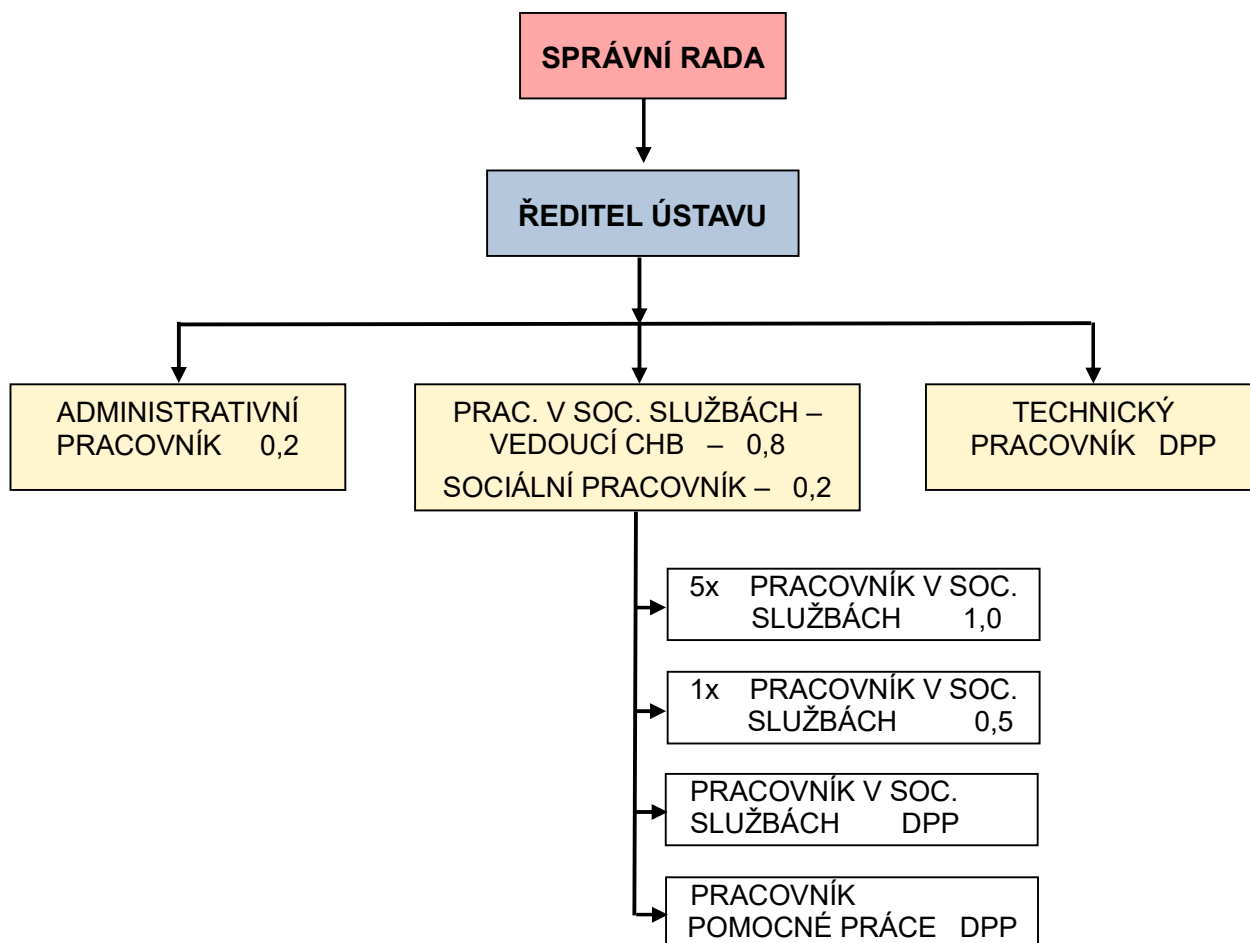 SPRÁVNÍ RADA
ŘEDITEL ÚSTAVU
ADMINISTRATIVNÍ
PRACOVNÍK 0,2
PRAC. V SOC. SLUŽBÁCH –
VEDOUCÍ CHB – 0,8
SOCIÁLNÍ PRACOVNÍK – 0,2
TECHNICKÝ
PRACOVNÍK DPP
5x PRACOVNÍK V SOC.
SLUŽBÁCH 1,0
1x PRACOVNÍK V SOC.
SLUŽBÁCH 0,5
PRACOVNÍK V SOC.
SLUŽBÁCH DPP
PRACOVNÍK
POMOCNÉ PRÁCE DPP